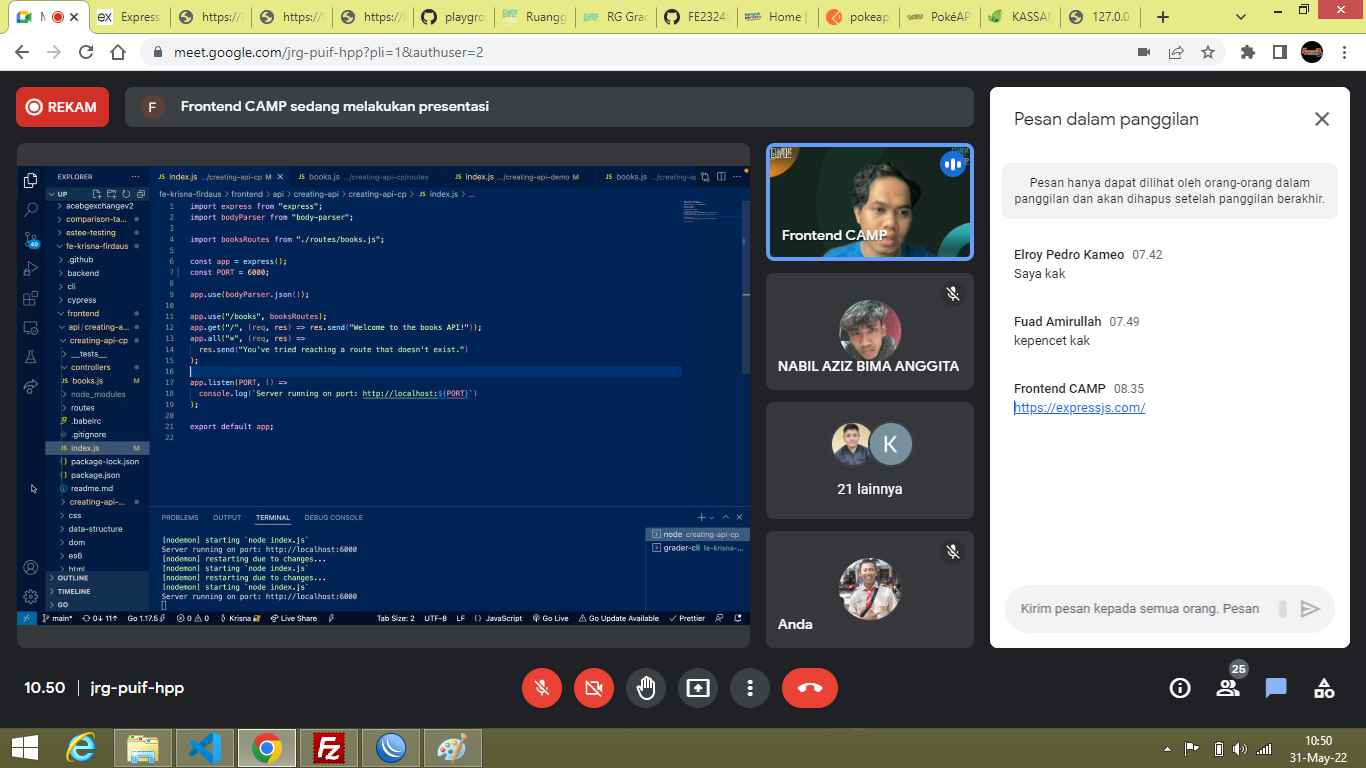 M
Express
https://
https://
https://
playgro
Ruangg
RG Grad
FE2324
Home |
pokeap
PokéAP
KASSA
127.0.0
meet.google.com/jrg-puif-hpp?pli=1&authuser=2
REKAM
F
Frontend CAMP sedang melakukan presentasi
EXPLORER
UP
acebgexchangev2
comparison-ta...
estee-testing
fe-krisna-firdaus
.github
backend
cli
cypress
frontend
api/creating-a...
creating-api-cp
__tests__
controllers
JS books.js M
node_modules
routes
.babelrc
.gitignore
JS index.js M
package-lock.json
package.json
readme.md
creating-api-...
css
data-structure
dom
es6
html
OUTLINE
TIMELINE
GO
JS index.js .../creating-api-cp M
JS books.js .../creating-api-cp/routes
JS index.js .../creating-api-demo M
JS books.js .../creating-a
fe-krisna-firdaus > frontend > api > creating-api > creating-api-cp > JS index.js > ...
1 import express from "express";
2 import bodyParser from "body-parser";
3
4 import booksRoutes from "./routes/books.js";
5
6 const app = express();
7 const PORT = 6000;
8
9 app.use(bodyParser.json());
10
11 app.use("/books", booksRoutes);
12 app.get("/", (req, res) => res.send("Welcome to the books API!"));
13 app.all("*", (req, res) =>
14 res.send("You've tried reaching a route that doesn't exist.")
15 );
16
17 app.listen(PORT, () =>
18 console.log(`Server running on port: http://localhost:${PORT}`)
19 );
20
21 export default app;
22
PROBLEMS OUTPUT TERMINAL DEBUG CONSOLE
[nodemon] starting `node index.js`
Server running on port: http://localhost:6000
[nodemon] restarting due to changes...
[nodemon] starting `node index.js`
[nodemon] restarting due to changes...
[nodemon] starting `node index.js`
Server running on port: http://localhost:6000
node creating-api-cp
grader-cli fe-krisna-...
main* 0↓ 11↑ Go 1.17.5 0 0 Krisna Live Share
Tab Size: 2 UTF-8 LF {} JavaScript Go Live Go Update Available Prettier
Frontend CAMP
NABIL AZIZ BIMA ANGGITA
K
21 lainnya
Anda
Pesan dalam panggilan
Pesan hanya dapat dilihat oleh orang-orang dalam
panggilan dan akan dihapus setelah panggilan berakhir.
Elroy Pedro Kameo 07.42
Saya kak
Fuad Amirullah 07.49
kepencet kak
Frontend CAMP 08.35
https://expressjs.com/
Kirim pesan kepada semua orang. Pesan
10.50 | jrg-puif-hpp
25
10:50
31-May-22